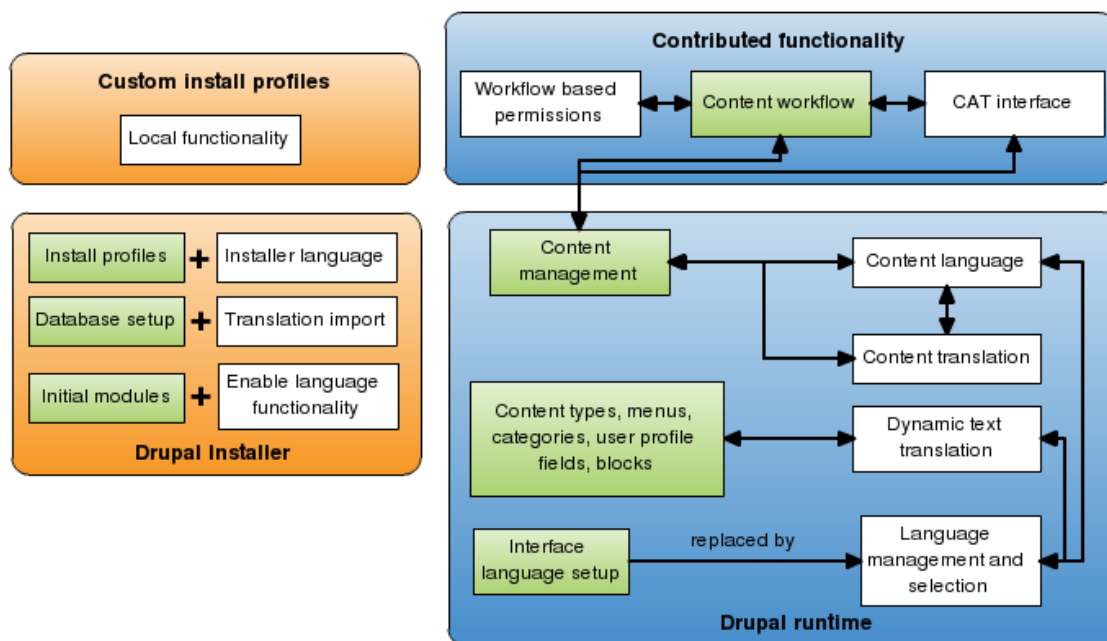 Custom install profiles
Local functionality
Install profiles + Installer language
Database setup + Translation import
Initial modules + Enable language
functionality
Drupal Installer
Contributed functionality
Workflow based
permissions
Content workflow
CAT interface
Content
management
Content language
Content translation
Content types, menus,
categories, user profile
fields, blocks
Dynamic text
translation
Interface
language setup
replaced by
Language
management and
selection
Drupal runtime